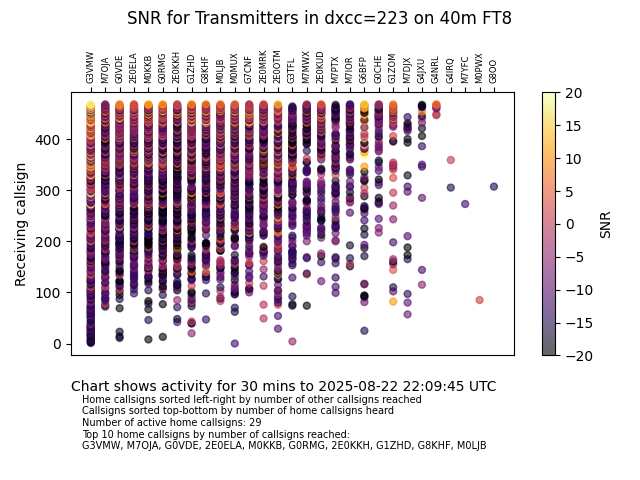 SNR for Transmitters in dxcc=223 on 40m FT8
G3VMW M7OJA G0VDE 2E0ELA M0KKB G0RMG 2E0KKH G1ZHD G8KHF M0LJB M0MUX G7CNF 2E0MRK 2E0OTM G3TFL M7MWX 2E0KUD M7PTX M7IOR G6BFP G0CHE G1ZOM M7DJX G4JXU G4NRL G4IRQ M7YFC M0PWX G8OO
Receiving callsign
400
300
200
100
0
20
15
10
5
0
−5
−10
−15
−20
SNR
Chart shows activity for 30 mins to 2025-08-22 22:09:45 UTC
Home callsigns sorted left-right by number of other callsigns reached
Callsigns sorted top-bottom by number of home callsigns heard
Number of active home callsigns: 29
Top 10 home callsigns by number of callsigns reached:
G3VMW, M7OJA, G0VDE, 2E0ELA, M0KKB, G0RMG, 2E0KKH, G1ZHD, G8KHF, M0LJB